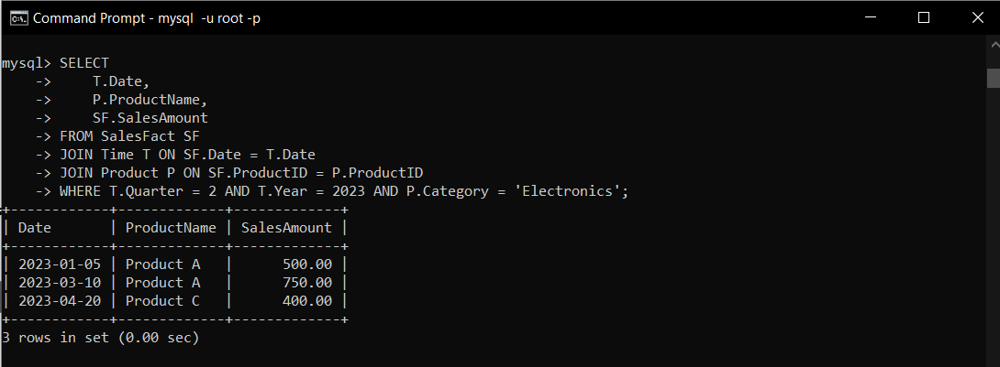 Command Prompt - mysql  -u root -p
mysql> SELECT
    ->     T.Date,
    ->     P.ProductName,
    ->     SF.SalesAmount
    -> FROM SalesFact SF
    -> JOIN Time T ON SF.Date = T.Date
    -> JOIN Product P ON SF.ProductID = P.ProductID
    -> WHERE T.Quarter = 2 AND T.Year = 2023 AND P.Category = 'Electronics';
+------------+-------------+-------------+
| Date       | ProductName | SalesAmount |
+------------+-------------+-------------+
| 2023-01-05 | Product A   |      500.00 |
| 2023-03-10 | Product A   |      750.00 |
| 2023-04-20 | Product C   |      400.00 |
+------------+-------------+-------------+
3 rows in set (0.00 sec)